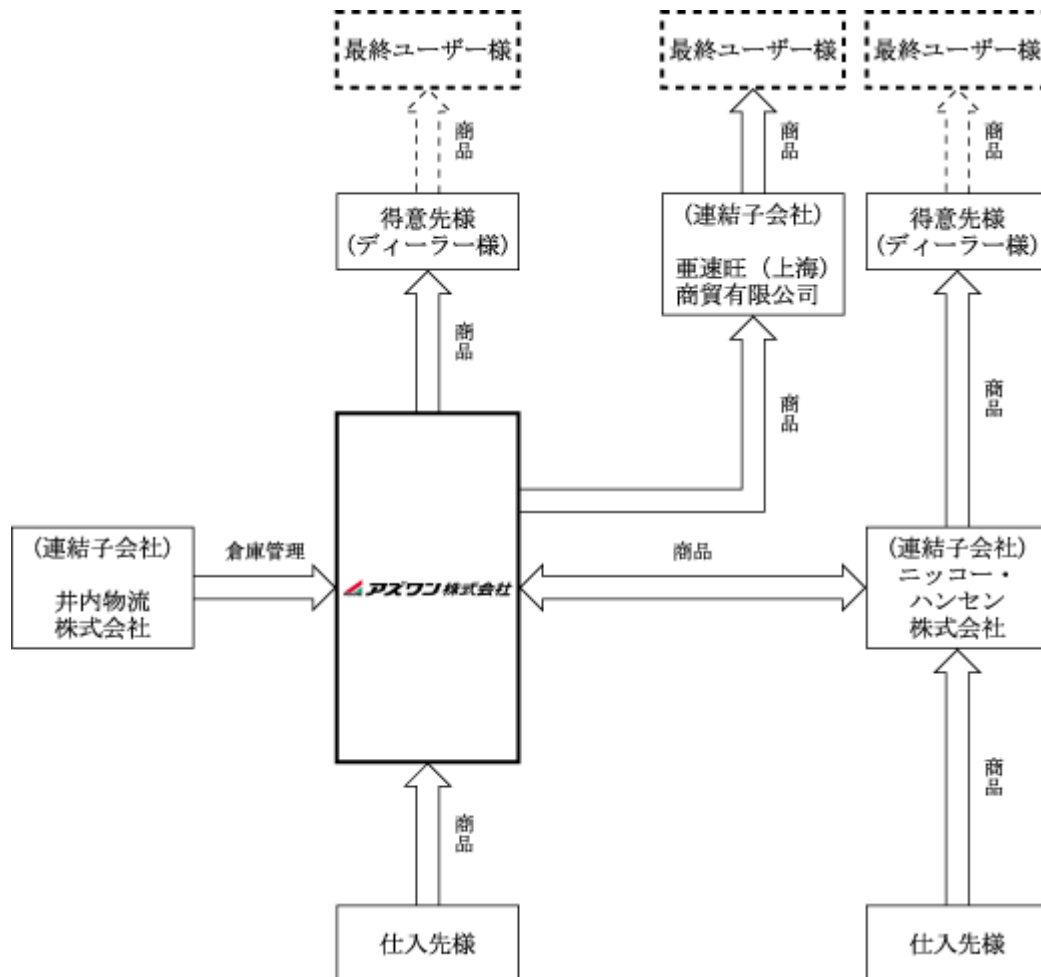 最終ユーザー様
最終ユーザー様
最終ユーザー様
商品
商品
商品
得意先様
(ディーラー様)
(連結子会社)
亜速旺（上海）
商貿有限公司
得意先様
(ディーラー様)
商品
商品
商品
(連結子会社)
井内物流
株式会社
倉庫管理
アズワン株式会社
商品
(連結子会社)
ニッコー・
ハンセン
株式会社
商品
商品
仕入先様
仕入先様